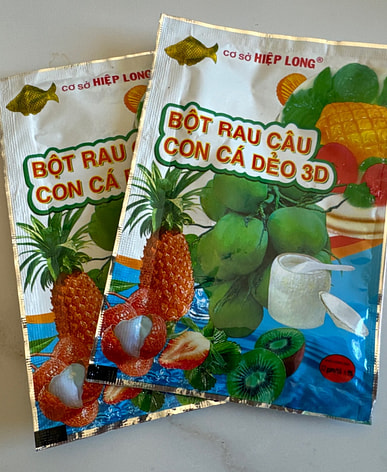 CƠ SỞ HIỆP LONG
BỘT RAU
CON CÁ
CƠ SỞ HIỆP LONG®
BỘT RAU CÂU
CON CÁ DẺO 3D